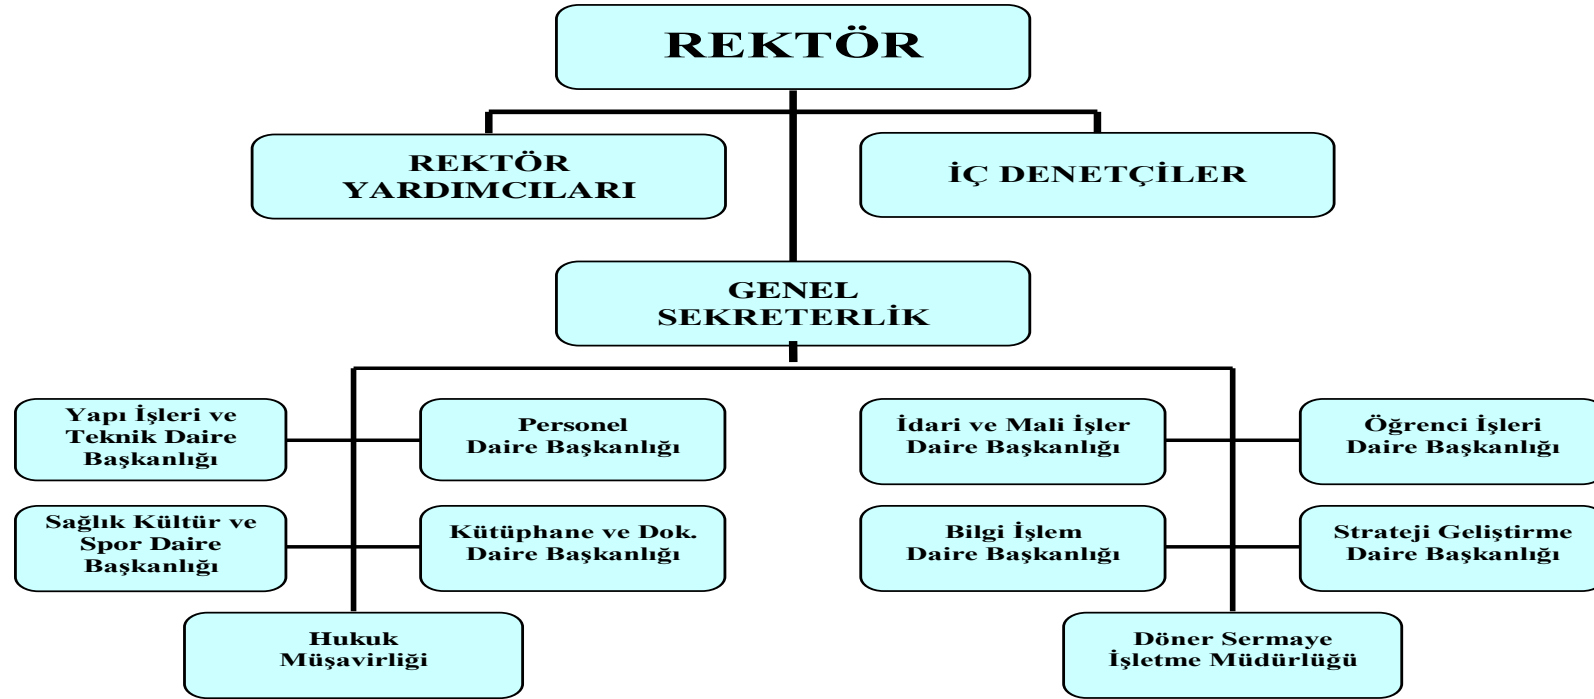 REKTÖR
REKTÖR
YARDIMCILARI
İÇ DENETÇİLER
GENEL
SEKRETERLİK
Yapı İşleri ve
Teknik Daire
Başkanlığı
Personel
Daire Başkanlığı
İdari ve Mali İşler
Daire Başkanlığı
Öğrenci İşleri
Daire Başkanlığı
Sağlık Kültür ve
Spor Daire
Başkanlığı
Kütüphane ve Dok.
Daire Başkanlığı
Bilgi İşlem
Daire Başkanlığı
Strateji Geliştirme
Daire Başkanlığı
Hukuk
Müşavirliği
Döner Sermaye
İşletme Müdürlüğü